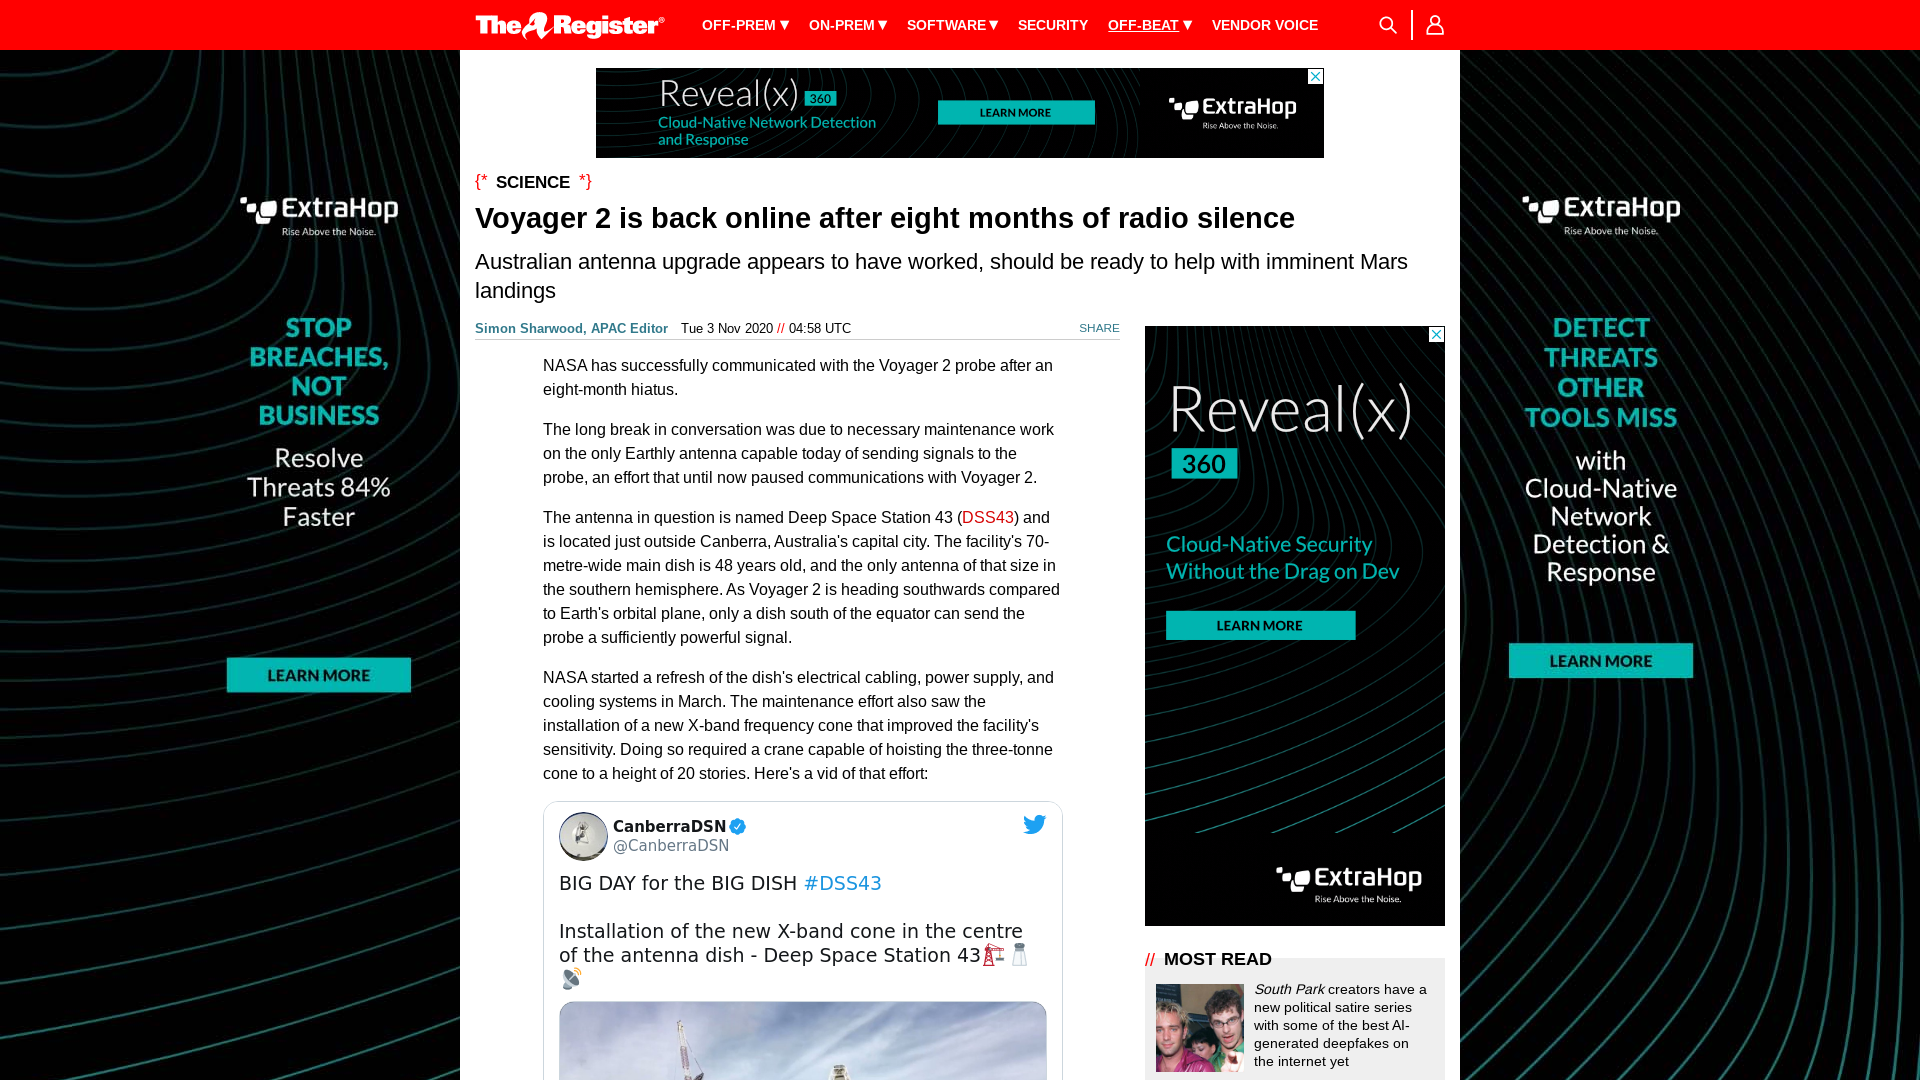 The Register®
OFF-PREM ▼ ON-PREM ▼ SOFTWARE ▼ SECURITY OFF-BEAT ▼ VENDOR VOICE
Reveal(x) 360
Cloud-Native Network Detection
and Response
LEARN MORE
ExtraHop
Rise Above the Noise.
{* SCIENCE *}
Voyager 2 is back online after eight months of radio silence
Australian antenna upgrade appears to have worked, should be ready to help with imminent Mars
landings
Simon Sharwood, APAC Editor Tue 3 Nov 2020 // 04:58 UTC
SHARE
NASA has successfully communicated with the Voyager 2 probe after an
eight-month hiatus.
The long break in conversation was due to necessary maintenance work
on the only Earthly antenna capable today of sending signals to the
probe, an effort that until now paused communications with Voyager 2.
The antenna in question is named Deep Space Station 43 (DSS43) and
is located just outside Canberra, Australia's capital city. The facility's 70-
metre-wide main dish is 48 years old, and the only antenna of that size in
the southern hemisphere. As Voyager 2 is heading southwards compared
to Earth's orbital plane, only a dish south of the equator can send the
probe a sufficiently powerful signal.
NASA started a refresh of the dish's electrical cabling, power supply, and
cooling systems in March. The maintenance effort also saw the
installation of a new X-band frequency cone that improved the facility's
sensitivity. Doing so required a crane capable of hoisting the three-tonne
cone to a height of 20 stories. Here's a vid of that effort:
CanberraDSN
@CanberraDSN
BIG DAY for the BIG DISH #DSS43
Installation of the new X-band cone in the centre
of the antenna dish - Deep Space Station 43
ExtraHop
Rise Above the Noise.
STOP
BREACHES,
NOT
BUSINESS
Resolve
Threats 84%
Faster
LEARN MORE
Reveal(x)
360
Cloud-Native Security
Without the Drag on Dev
LEARN MORE
ExtraHop
Rise Above the Noise.
// MOST READ
South Park creators have a
new political satire series
with some of the best AI-
generated deepfakes on
the internet yet
ExtraHop
Rise Above the Noise.
DETECT
THREATS
OTHER
TOOLS MISS
with
Cloud-Native
Network
Detection &
Response
LEARN MORE